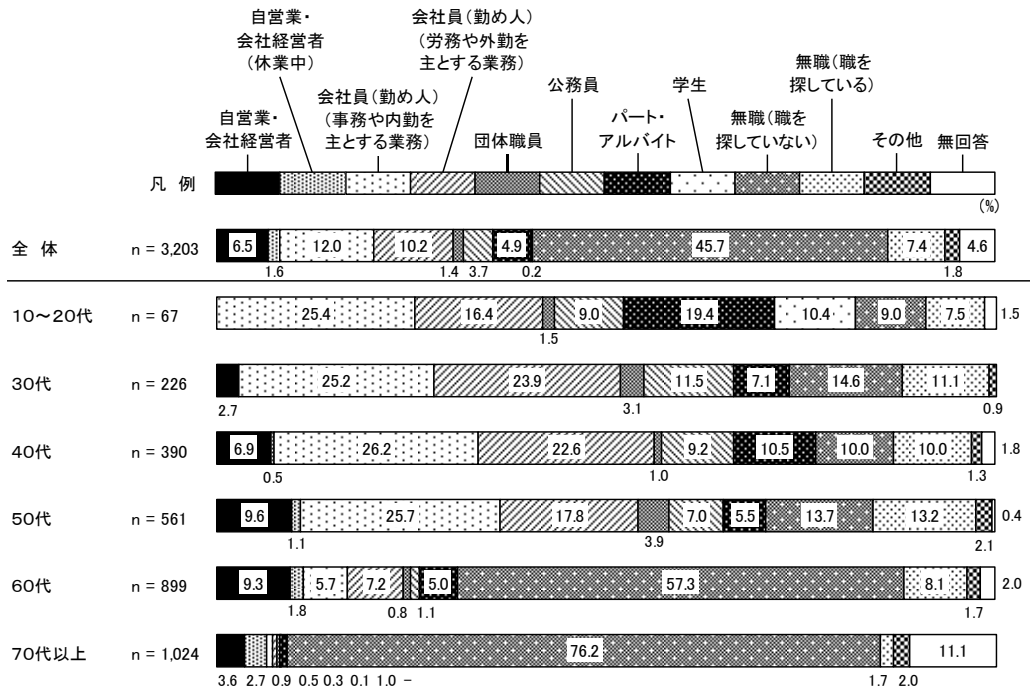 自営業・
会社経営者
（休業中）
会社員（勤め人）
（労務や外勤を
主とする業務）
無職（職を
探している）
会社員（勤め人）
（事務や内勤を
主とする業務）
公務員
学生
自営業・
会社経営者
団体職員
パート・
アルバイト
無職（職を
探していない）
その他
無回答
凡 例
(%)
全 体 n = 3,203 6.5 12.0 10.2 4.9 45.7 7.4 4.6
1.6 1.4 3.7 0.2 1.8
10～20代 n = 67 25.4 16.4 9.0 19.4 10.4 9.0 7.5 1.5
1.5
30代 n = 226 25.2 23.9 11.5 7.1 14.6 11.1
2.7 3.1 0.9
40代 n = 390 6.9 26.2 22.6 9.2 10.5 10.0 10.0 1.8
0.5 1.0 1.3
50代 n = 561 9.6 25.7 17.8 7.0 5.5 13.7 13.2 0.4
1.1 3.9 2.1
60代 n = 899 9.3 5.7 7.2 5.0 57.3 8.1 2.0
1.8 0.8 1.1 1.7
70代以上 n = 1,024 76.2 11.1
3.6 2.7 0.9 0.5 0.3 0.1 1.0 － 1.7 2.0